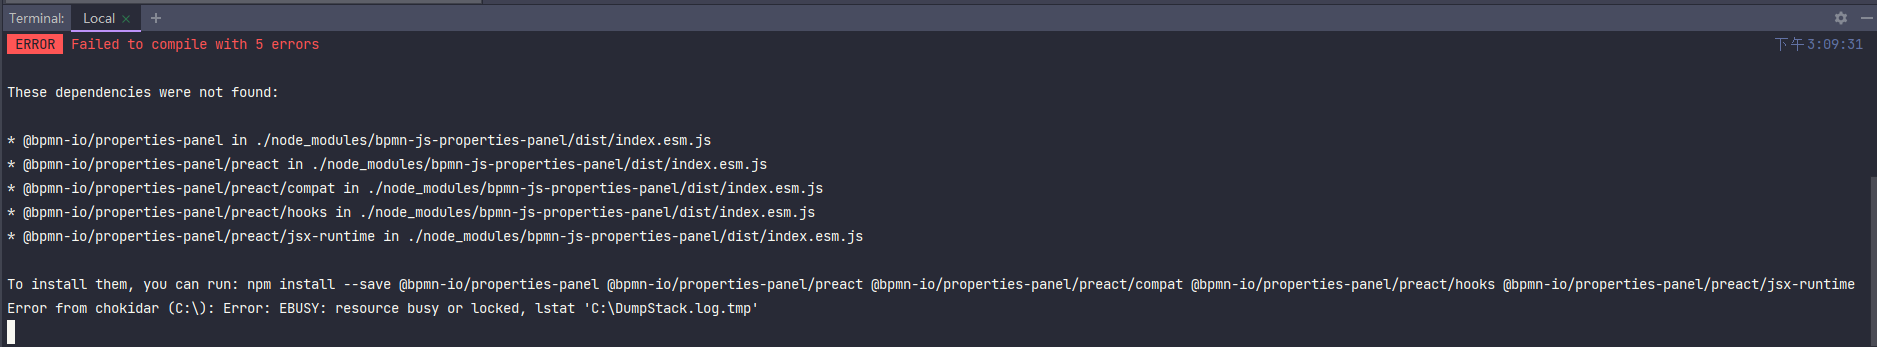 Terminal: Local × +
ERROR Failed to compile with 5 errors 下午3:09:31
These dependencies were not found:
* @bpmn-io/properties-panel in ./node_modules/bpmn-js-properties-panel/dist/index.esm.js
* @bpmn-io/properties-panel/preact in ./node_modules/bpmn-js-properties-panel/dist/index.esm.js
* @bpmn-io/properties-panel/preact/compat in ./node_modules/bpmn-js-properties-panel/dist/index.esm.js
* @bpmn-io/properties-panel/preact/hooks in ./node_modules/bpmn-js-properties-panel/dist/index.esm.js
* @bpmn-io/properties-panel/preact/jsx-runtime in ./node_modules/bpmn-js-properties-panel/dist/index.esm.js
To install them, you can run: npm install --save @bpmn-io/properties-panel @bpmn-io/properties-panel/preact @bpmn-io/properties-panel/preact/compat @bpmn-io/properties-panel/preact/hooks @bpmn-io/properties-panel/preact/jsx-runtime
Error from chokidar (C:\): Error: EBUSY: resource busy or locked, lstat 'C:\DumpStack.log.tmp'